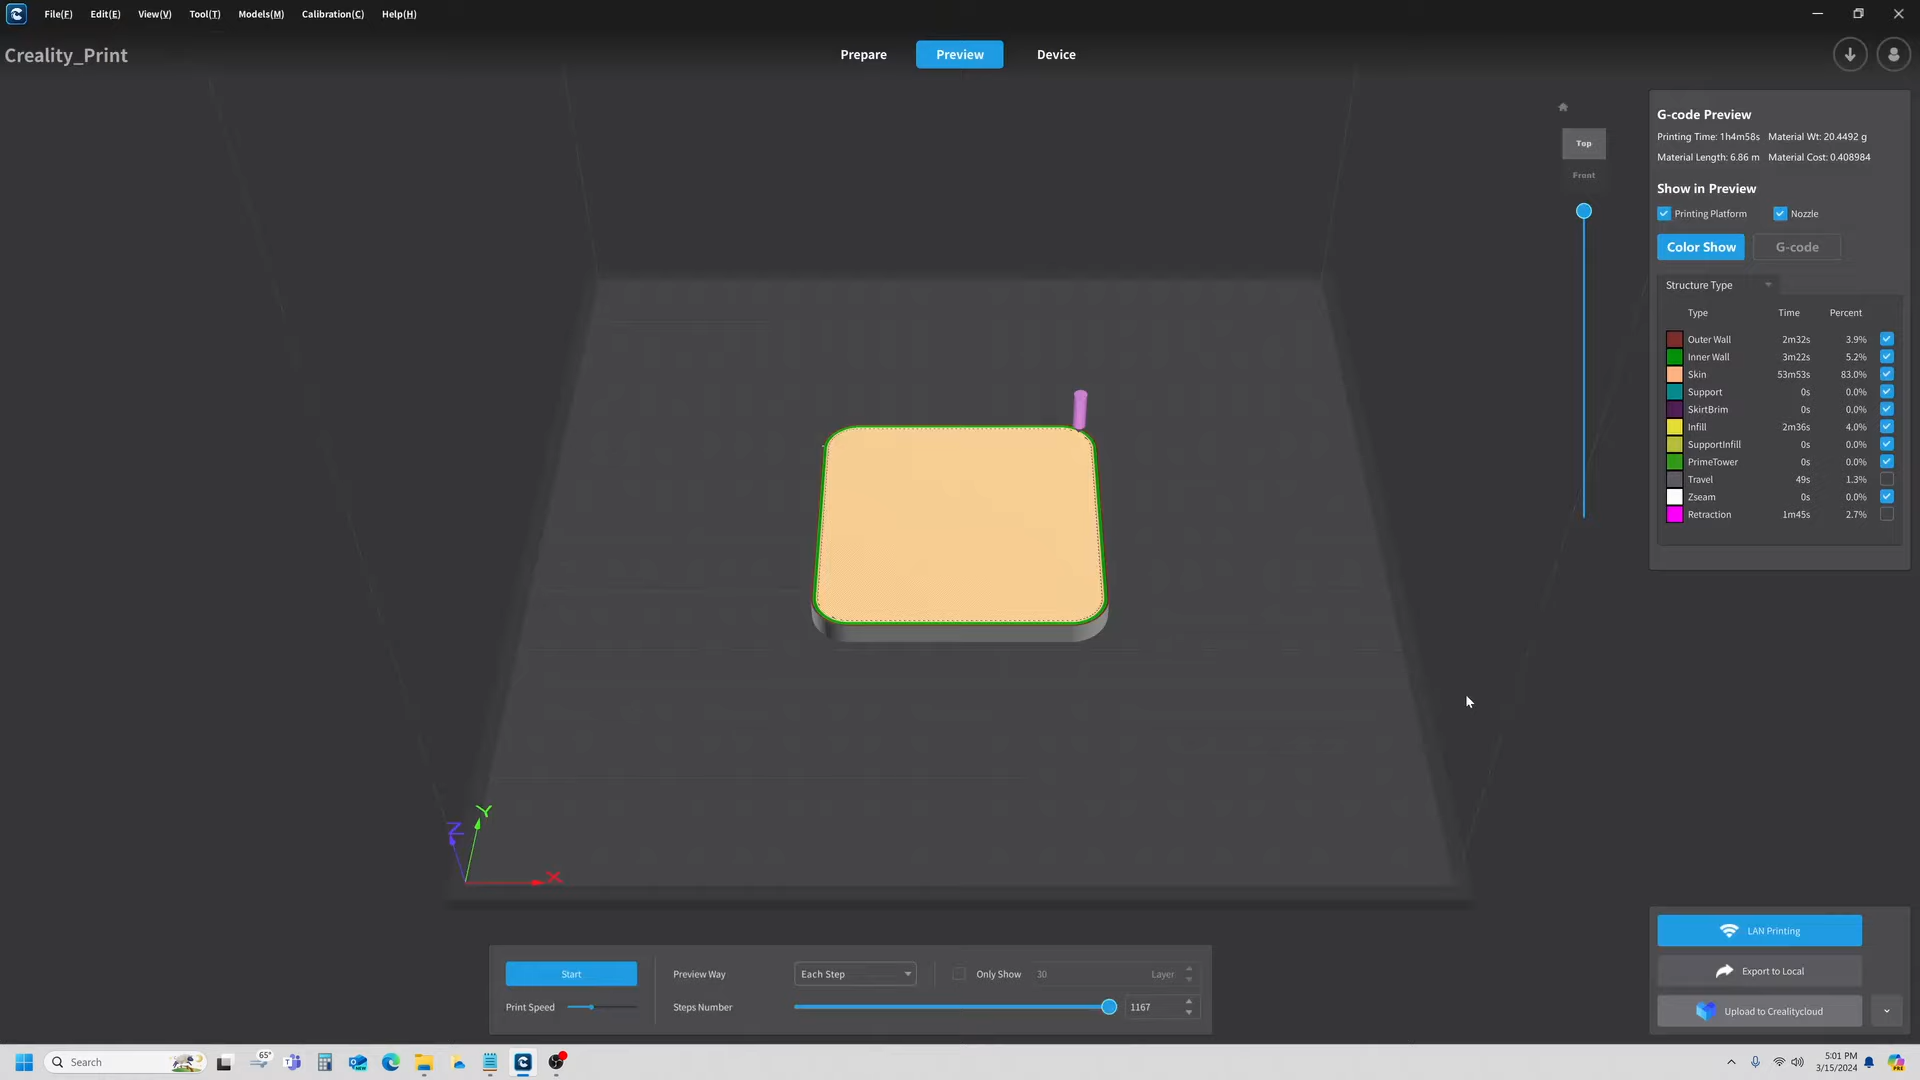 File(F) Edit(E) View(V) Tool(T) Models(M) Calibration(C) Help(H)
Creality_Print
Prepare Preview Device
G-code Preview
Printing Time: 1h4m58s Material Wt: 20.4492 g
Material Length: 6.86 m Material Cost: 0.408984
Top
Front
Show in Preview
Printing Platform Nozzle
Color Show G-code
Structure Type
Type Time Percent
Outer Wall 2m32s 3.9%
Inner Wall 3m22s 5.2%
Skin 53m53s 83.0%
Support 0s 0.0%
SkirtBrim 0s 0.0%
Infill 2m36s 4.0%
SupportInfill 0s 0.0%
PrimeTower 0s 0.0%
Travel 49s 1.3%
Zseam 0s 0.0%
Retraction 1m45s 2.7%
Y
Z
X
LAN Printing
Export to Local
Upload to Crealitycloud
Start Preview Way Each Step Only Show 30 Layer
Print Speed Steps Number 1167
Search
65°
5:01 PM
3/15/2024